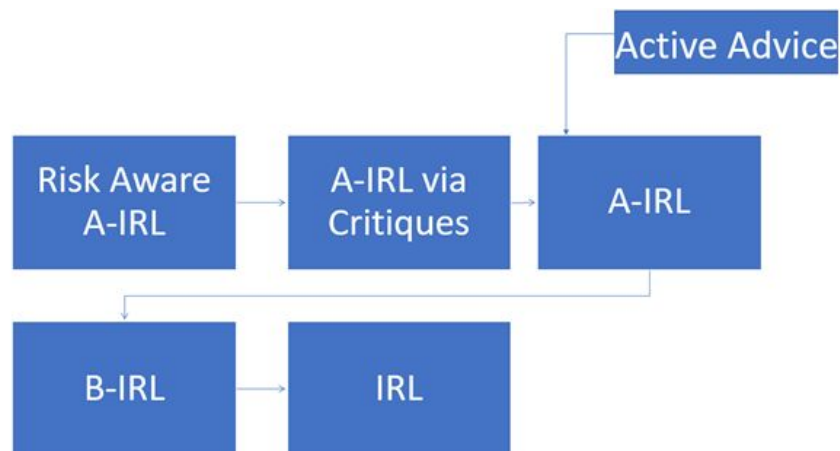 Active Advice
Risk Aware
A-IRL
A-IRL via
Critiques
A-IRL
B-IRL
IRL